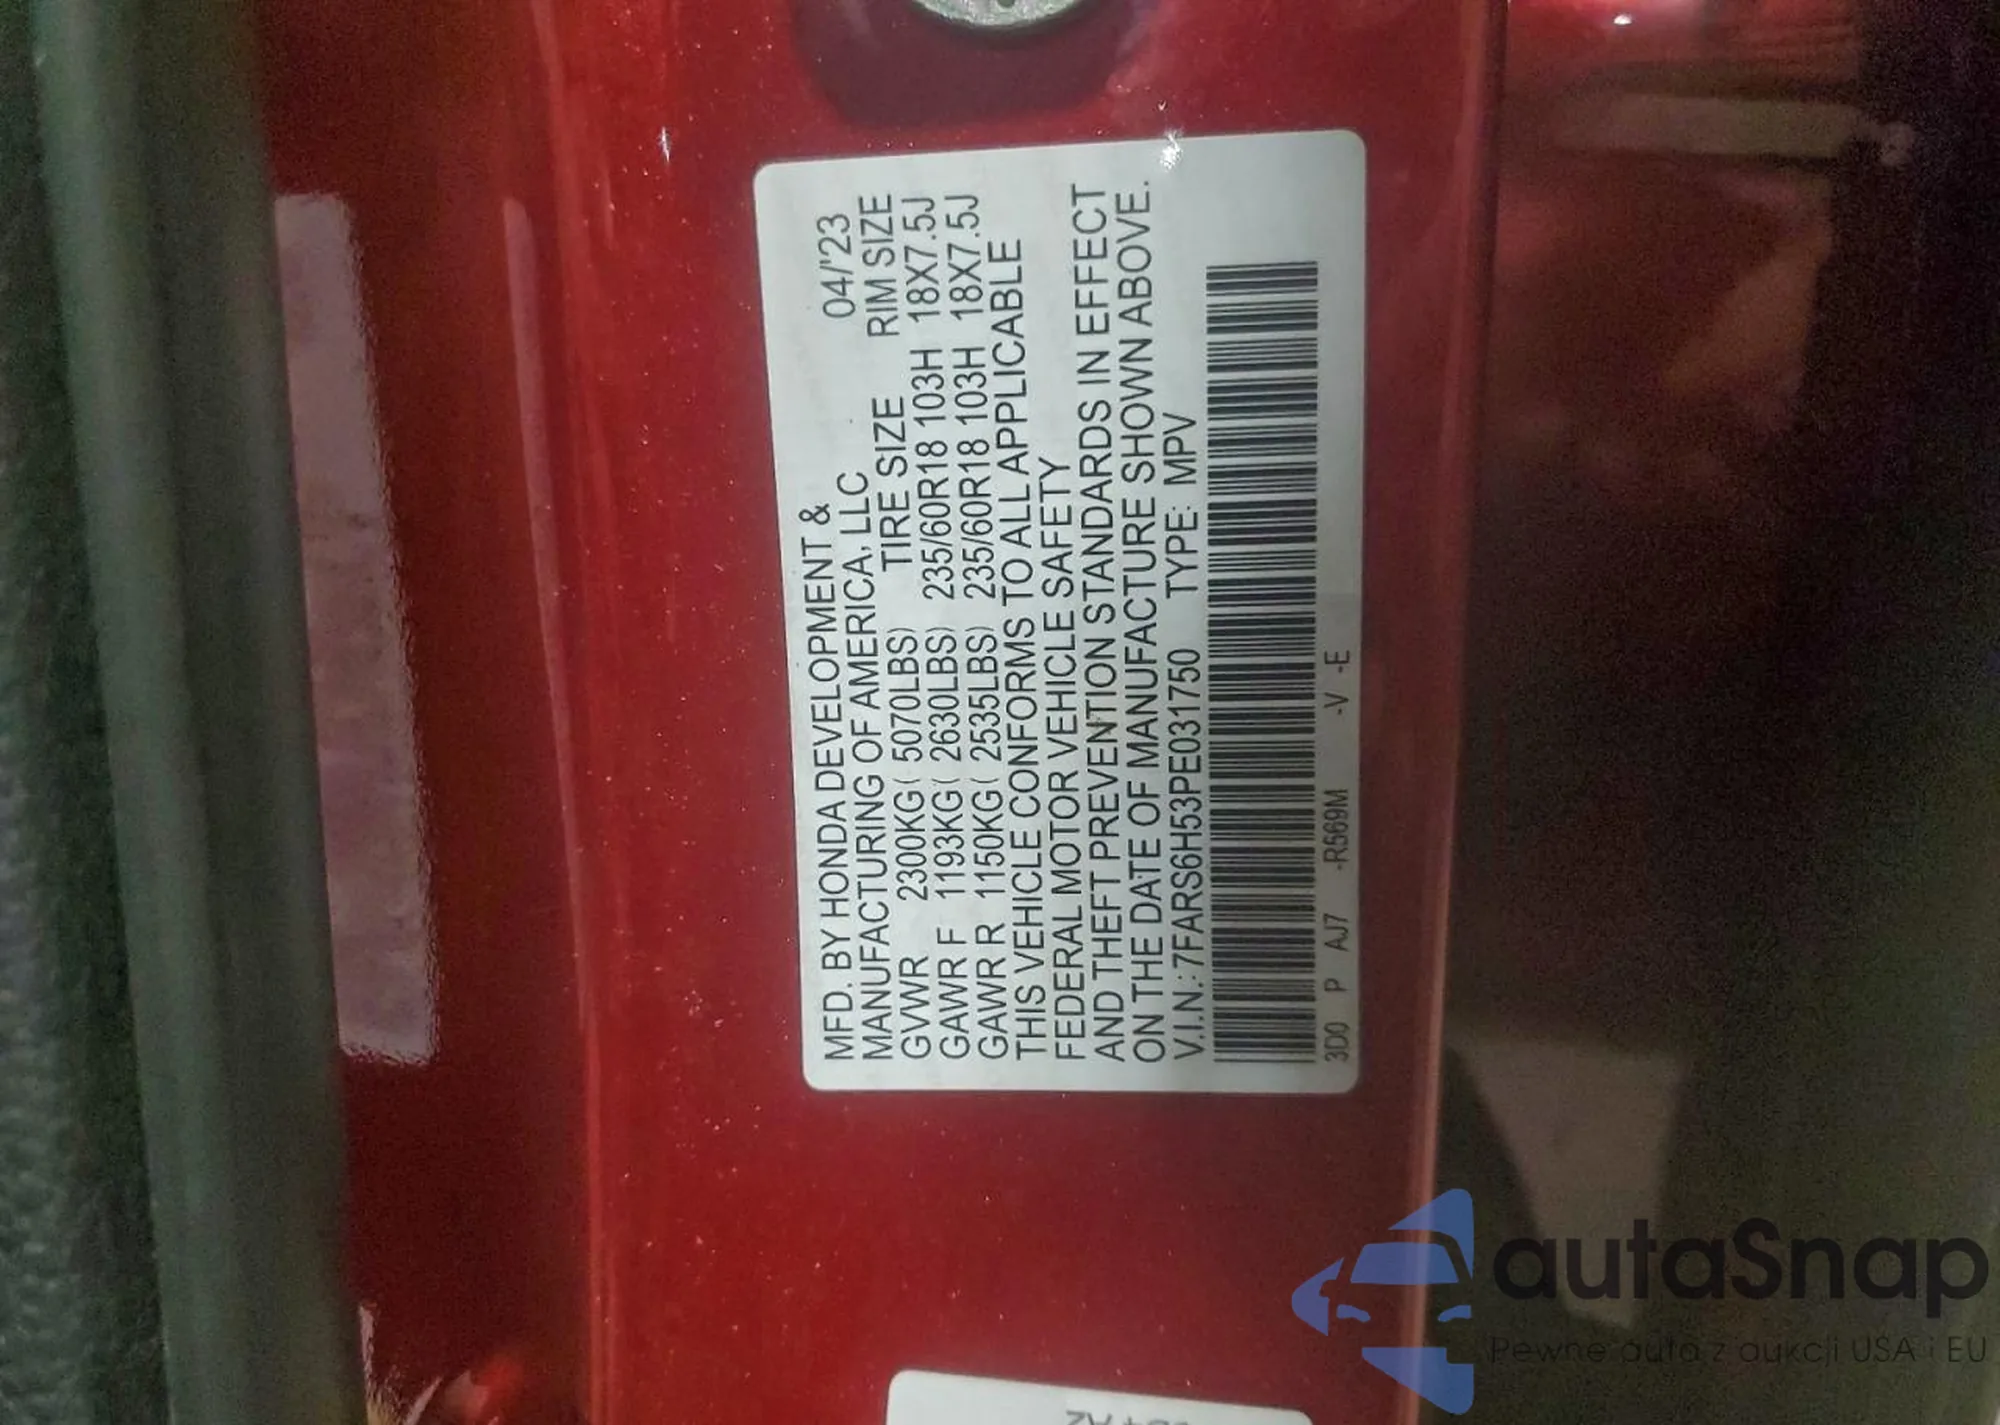 MFD. BY HONDA DEVELOPMENT &
MANUFACTURING OF AMERICA, LLC 04/'23
GVWR 2300KG ( 5070LBS) TIRE SIZE RIM SIZE
GAWR F 1193KG ( 2630LBS) 235/60R18 103H 18X7.5J
GAWR R 1150KG ( 2535LBS) 235/60R18 103H 18X7.5J
THIS VEHICLE CONFORMS TO ALL APPLICABLE
FEDERAL MOTOR VEHICLE SAFETY
AND THEFT PREVENTION STANDARDS IN EFFECT
ON THE DATE OF MANUFACTURE SHOWN ABOVE.
V.I.N.: 7FARS6H53PE031750 TYPE: MPV
3D0 P AJ7 -R569M -V -E
autaSnap
Pewne auta z aukcji USA i EU